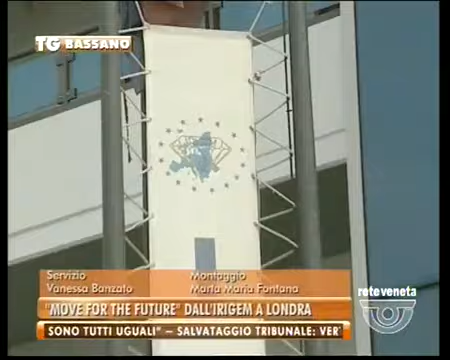 TG BASSANO
Servizio
Vanessa Banzato
Montaggio
Marta Maria Fontana
"MOVE FOR THE FUTURE" DALL'IRIGEM A LONDRA
SONO TUTTI UGUALI" – SALVATAGGIO TRIBUNALE: VER'
reteveneta